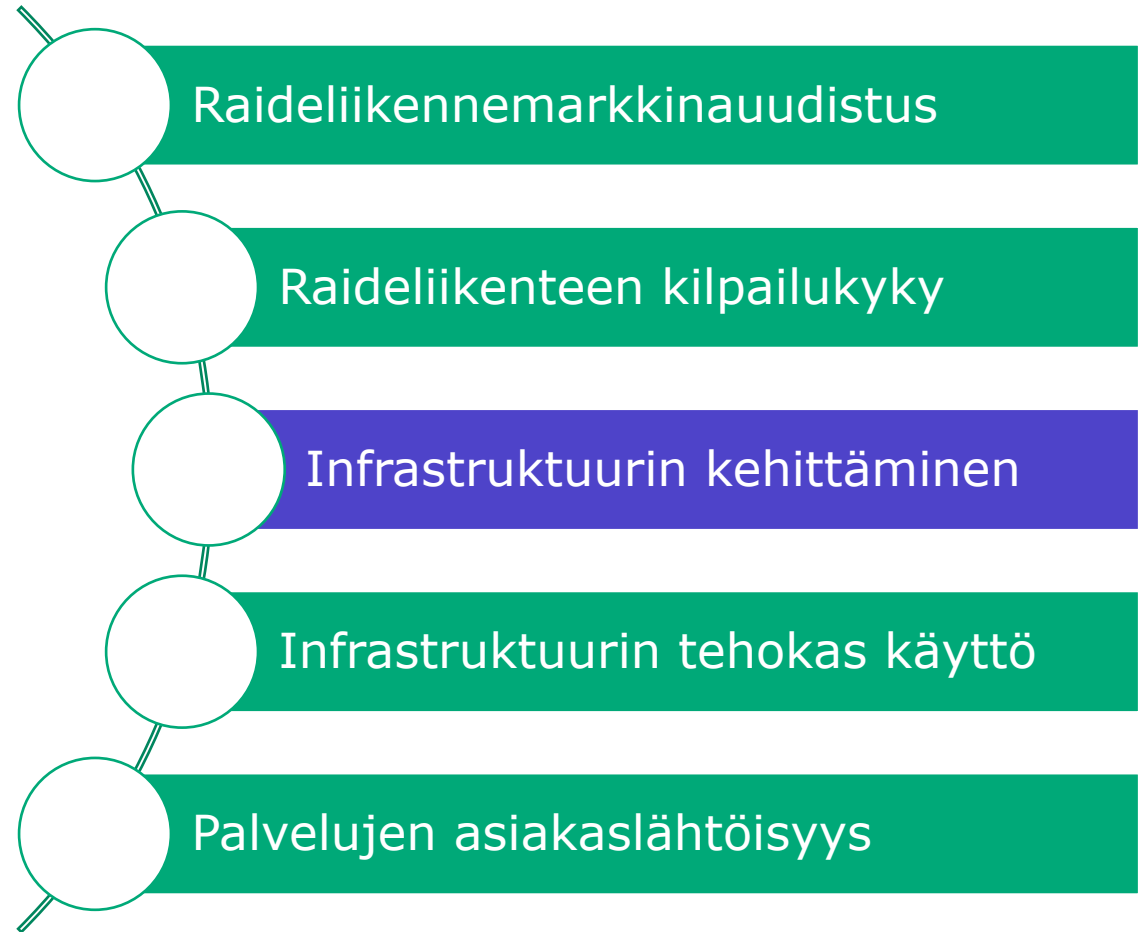 Raideliikennemarkkinauudistus
Raideliikenteen kilpailukyky
Infrastruktuurin kehittäminen
Infrastruktuurin tehokas käyttö
Palvelujen asiakaslähtöisyys